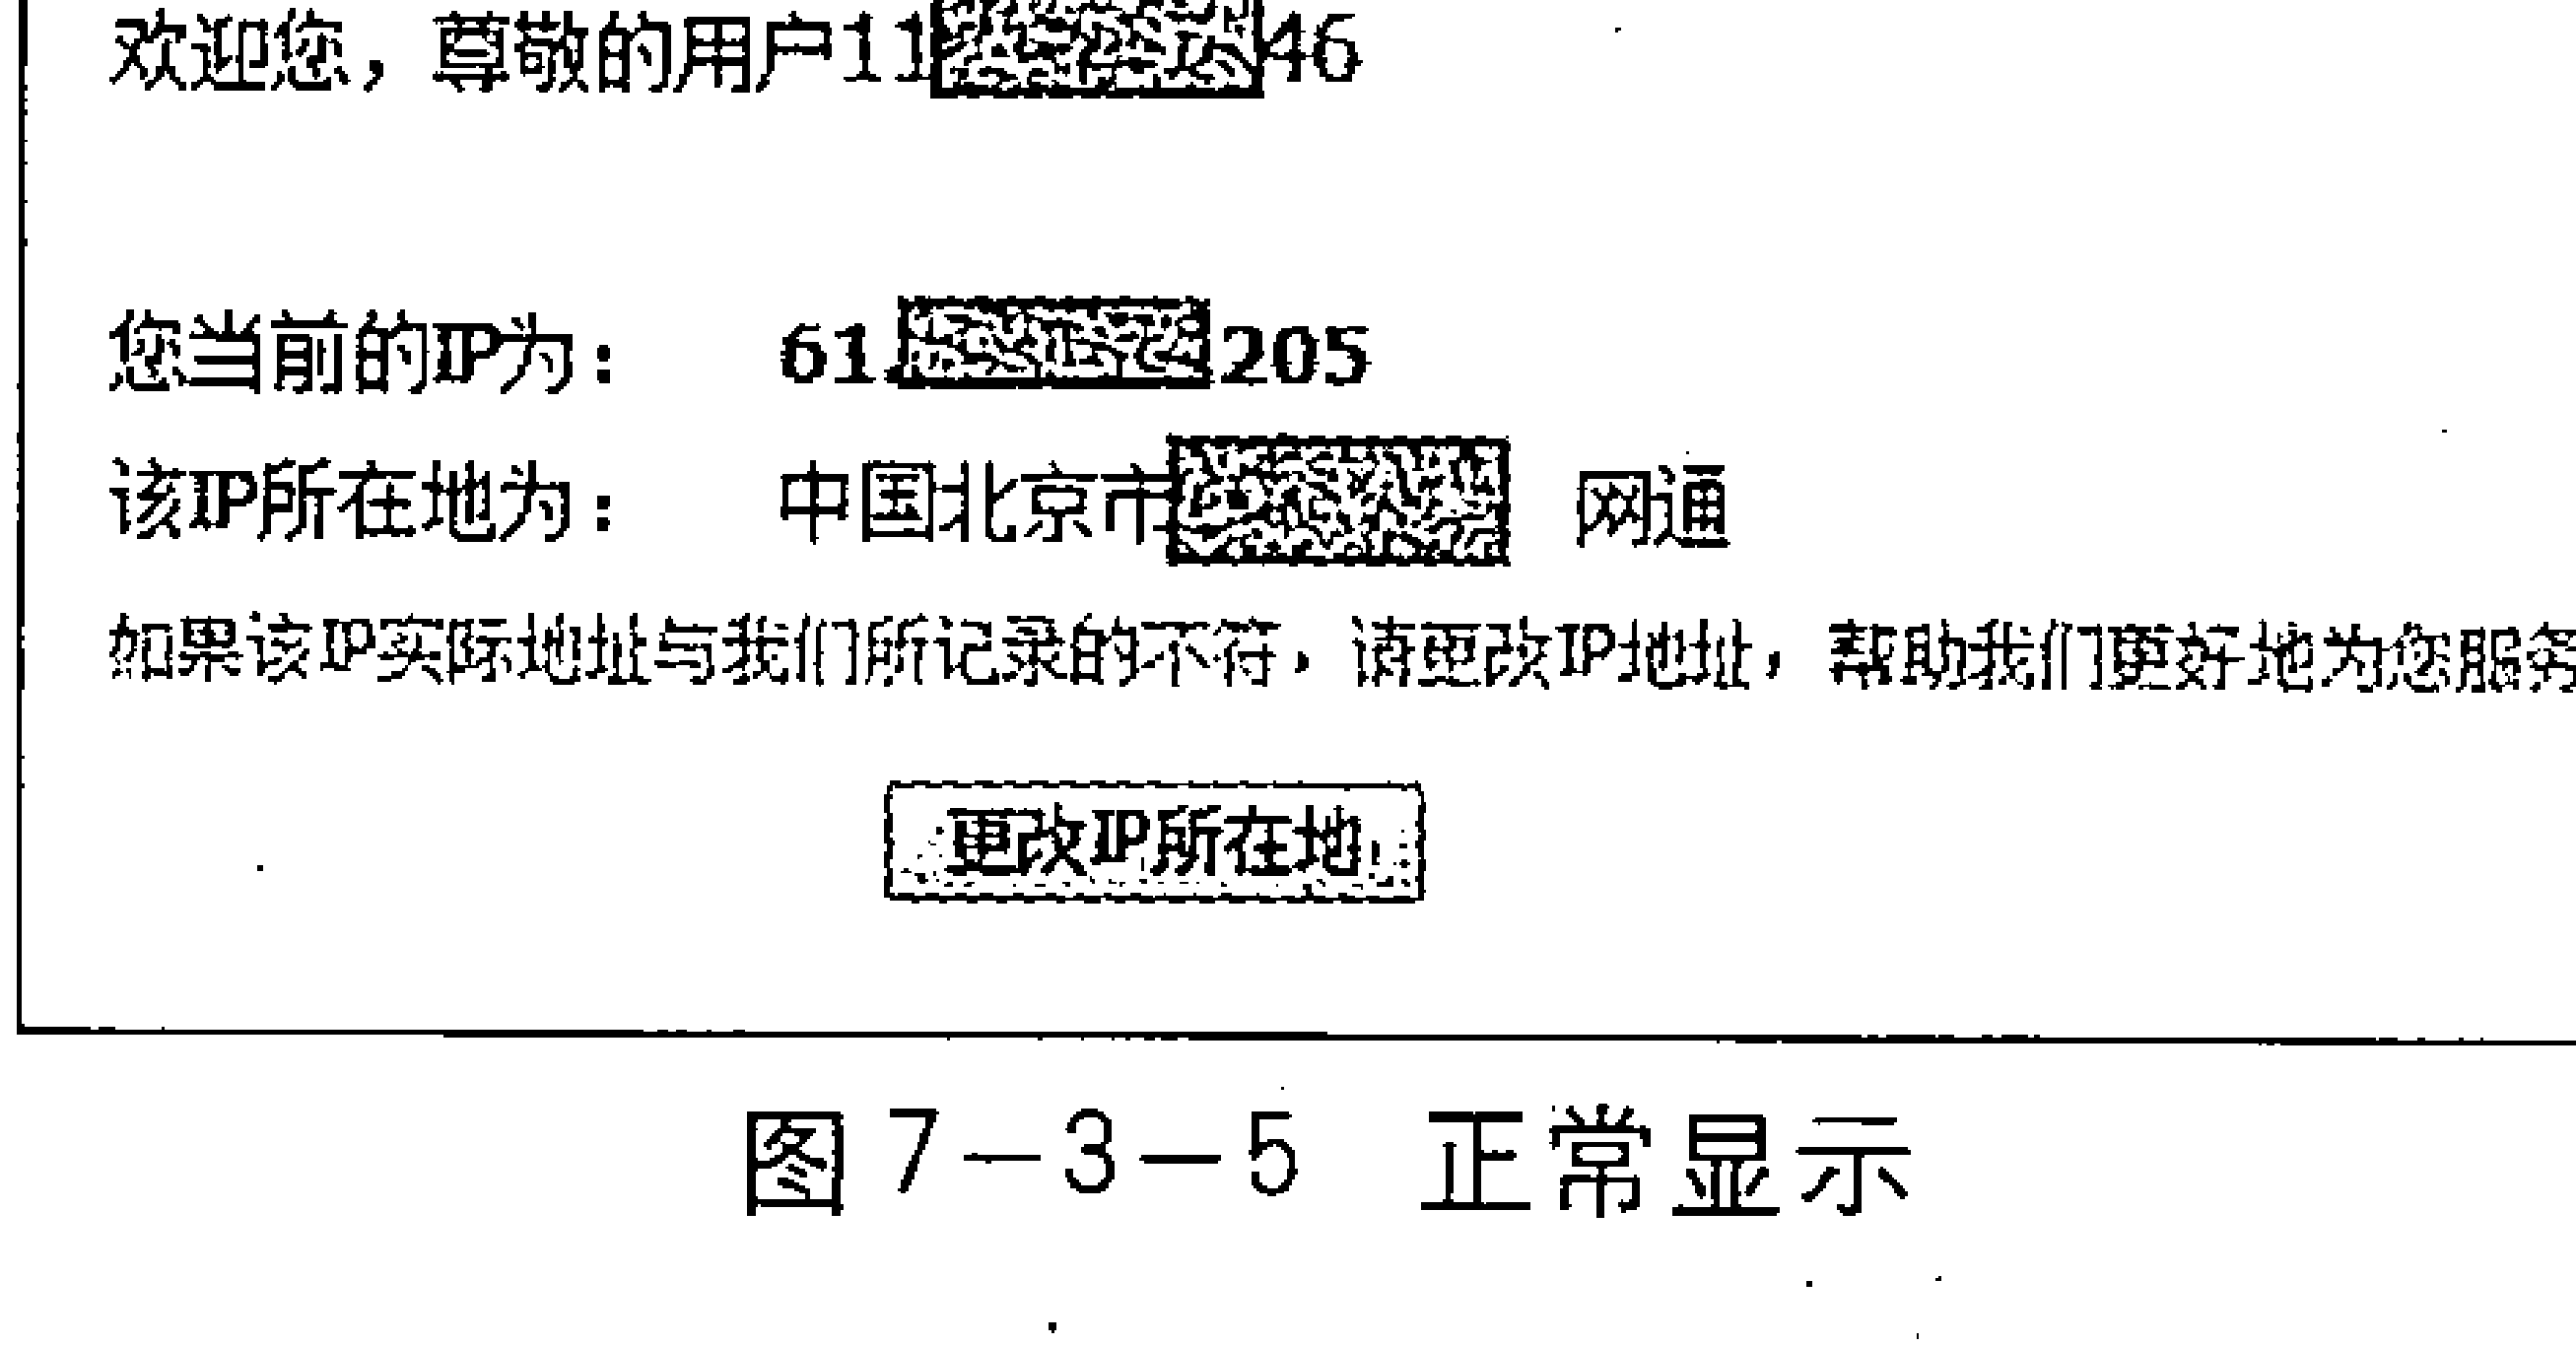 欢迎您，尊敬的用户11 46
您当前的IP为： 61. 205
该IP所在地为： 中国北京市 网通
如果该IP实际地址与我们所记录的不符，请更改IP地址，帮助我们更好地为您服务
更改IP所在地
图7-3-5 正常显示